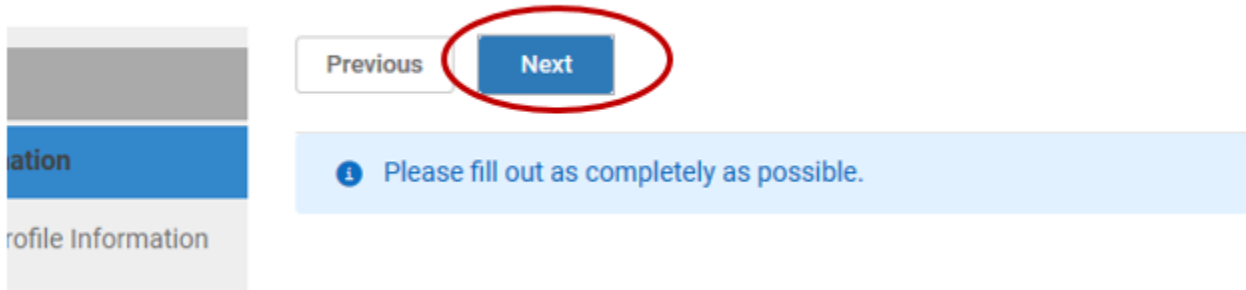 Previous
Next
ation
Please fill out as completely as possible.
rofile Information